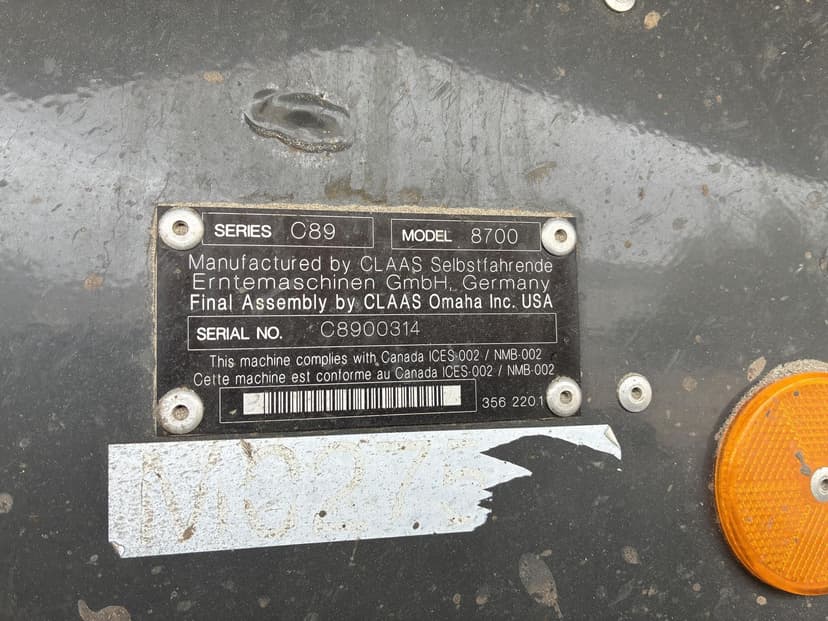 SERIES C89 MODEL 8700
Manufactured by CLAAS Selbstfahrende
Erntemaschinen GmbH, Germany
Final Assembly by CLAAS Omaha Inc. USA
SERIAL NO. C8900314
This machine complies with Canada ICES-002 / NMB-002
Cette machine est conforme au Canada ICES-002 / NMB-002
356 220.1